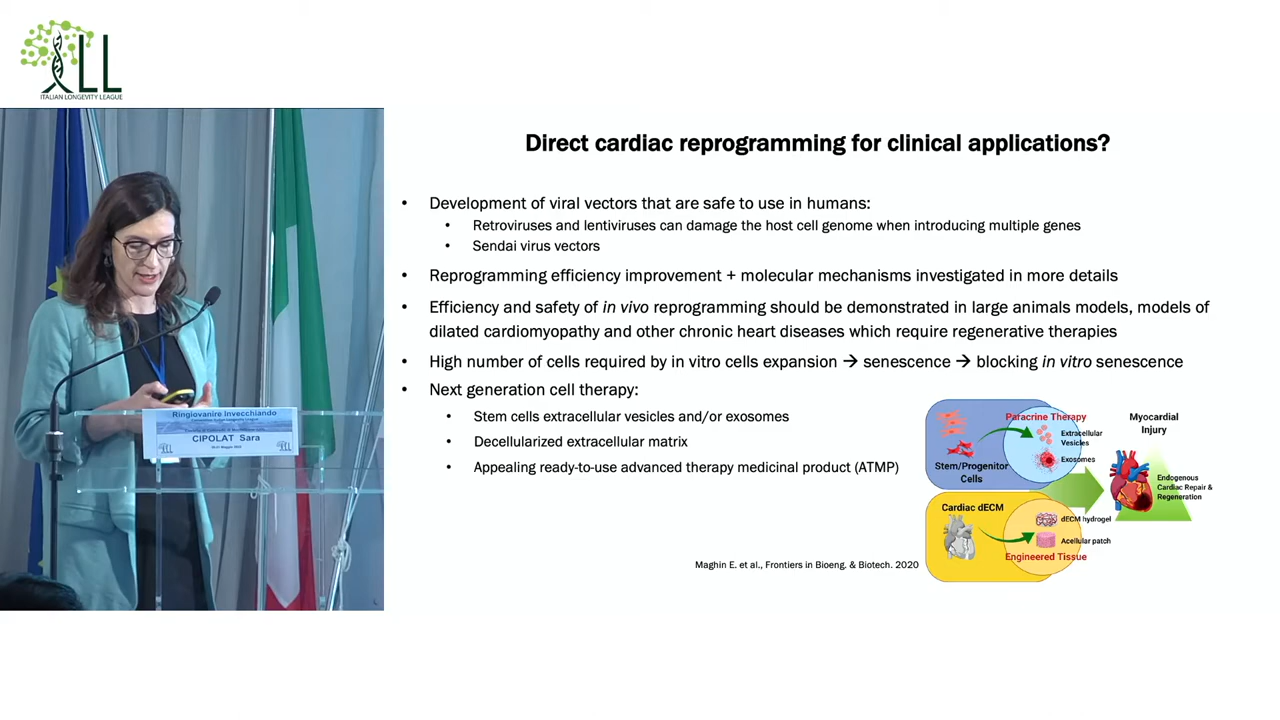 LL
ITALIAN LONGEVITY LEAGUE
Direct cardiac reprogramming for clinical applications?
• Development of viral vectors that are safe to use in humans:
• Retroviruses and lentiviruses can damage the host cell genome when introducing multiple genes
• Sendai virus vectors
• Reprogramming efficiency improvement + molecular mechanisms investigated in more details
• Efficiency and safety of in vivo reprogramming should be demonstrated in large animals models, models of
dilated cardiomyopathy and other chronic heart diseases which require regenerative therapies
• High number of cells required by in vitro cells expansion → senescence → blocking in vitro senescence
• Next generation cell therapy:
• Stem cells extracellular vesicles and/or exosomes
• Decellularized extracellular matrix
• Appealing ready-to-use advanced therapy medicinal product (ATMP)
Paracrine Therapy
Extracellular
Vesicles
Exosomes
Stem/Progenitor
Cells
Myocardial
Injury
Endogenous
Cardiac Repair &
Regeneration
Cardiac dECM
dECM hydrogel
Acellular patch
Engineered Tissue
Maghin E. et al., Frontiers in Bioeng. & Biotech. 2020
Ringiovanire Invecchiando
CIPOLAT Sara